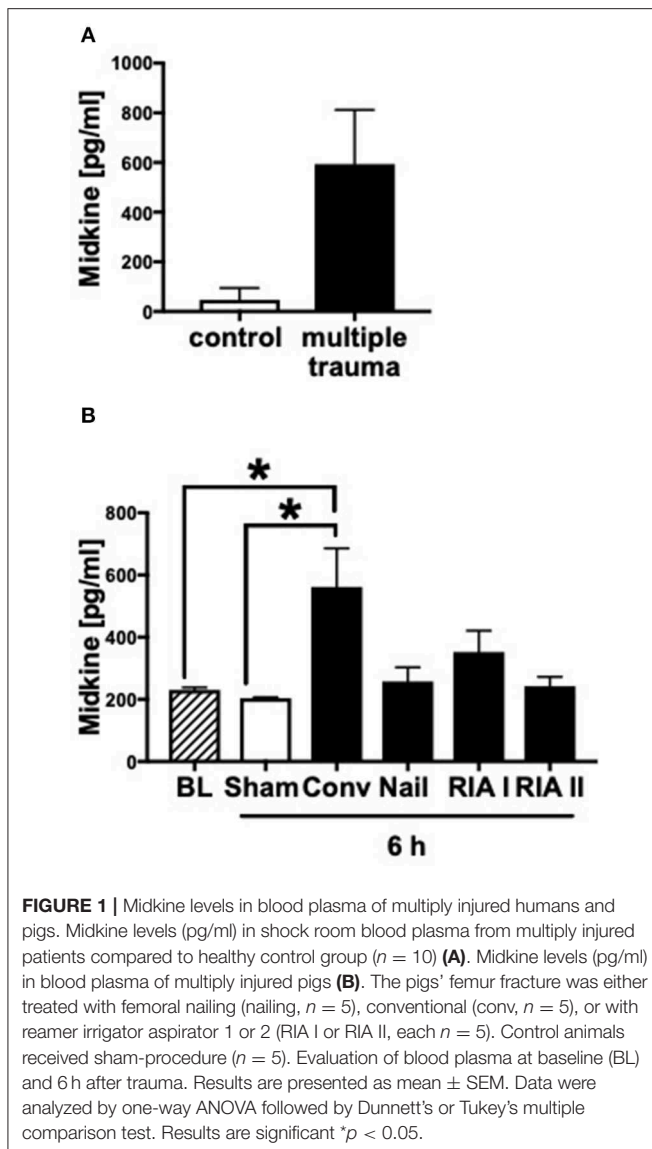 A
1000
800
600
400
200
0
Midkine [pg/ml]
control multiple
trauma
B
*
*
800
600
400
200
0
Midkine [pg/ml]
BL Sham Conv Nail RIA I RIA II
6 h
FIGURE 1 | Midkine levels in blood plasma of multiply injured humans and
pigs. Midkine levels (pg/ml) in shock room blood plasma from multiply injured
patients compared to healthy control group (n = 10) (A). Midkine levels (pg/ml)
in blood plasma of multiply injured pigs (B). The pigs' femur fracture was either
treated with femoral nailing (nailing, n = 5), conventional (conv, n = 5), or with
reamer irrigator aspirator 1 or 2 (RIA I or RIA II, each n = 5). Control animals
received sham-procedure (n = 5). Evaluation of blood plasma at baseline (BL)
and 6 h after trauma. Results are presented as mean ± SEM. Data were
analyzed by one-way ANOVA followed by Dunnett's or Tukey's multiple
comparison test. Results are significant *p < 0.05.